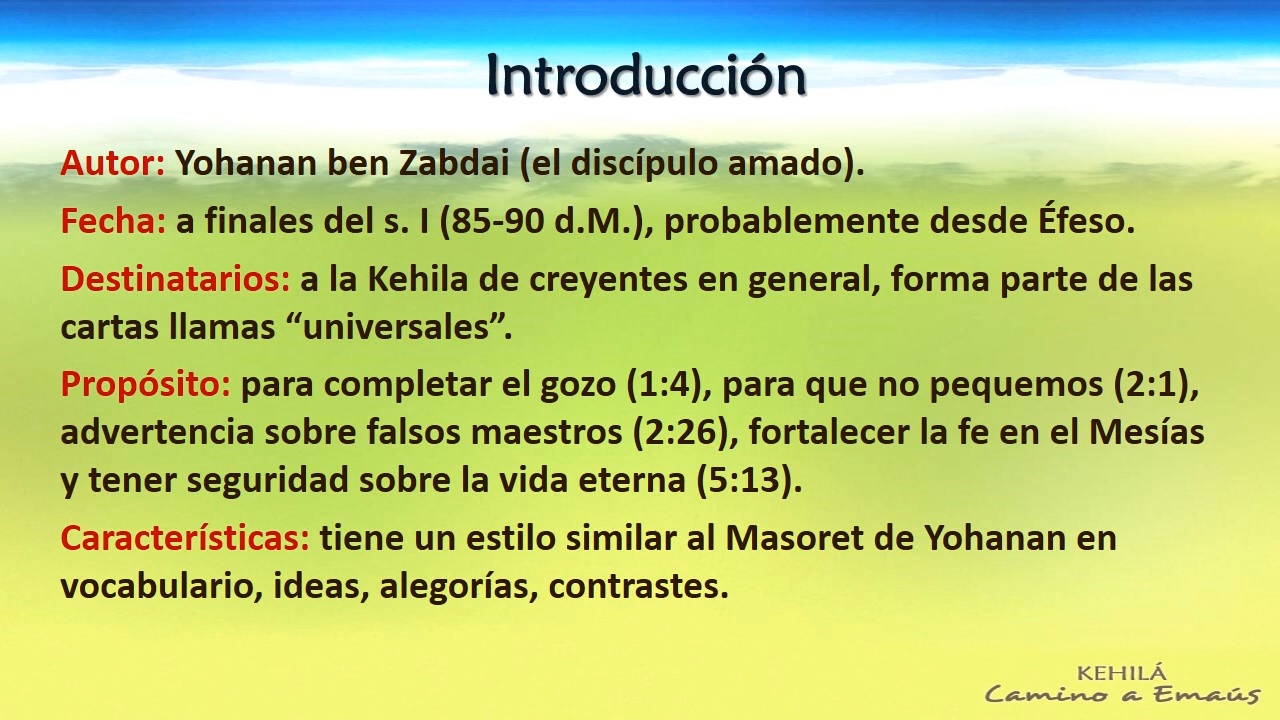 Introducción
Autor: Yohanan ben Zabdai (el discípulo amado).
Fecha: a finales del s. I (85-90 d.M.), probablemente desde Éfeso.
Destinatarios: a la Kehila de creyentes en general, forma parte de las
cartas llamas “universales”.
Propósito: para completar el gozo (1:4), para que no pequemos (2:1),
advertencia sobre falsos maestros (2:26), fortalecer la fe en el Mesías
y tener seguridad sobre la vida eterna (5:13).
Características: tiene un estilo similar al Masoret de Yohanan en
vocabulario, ideas, alegorías, contrastes.
KEHILÁ
Camino a Emaús